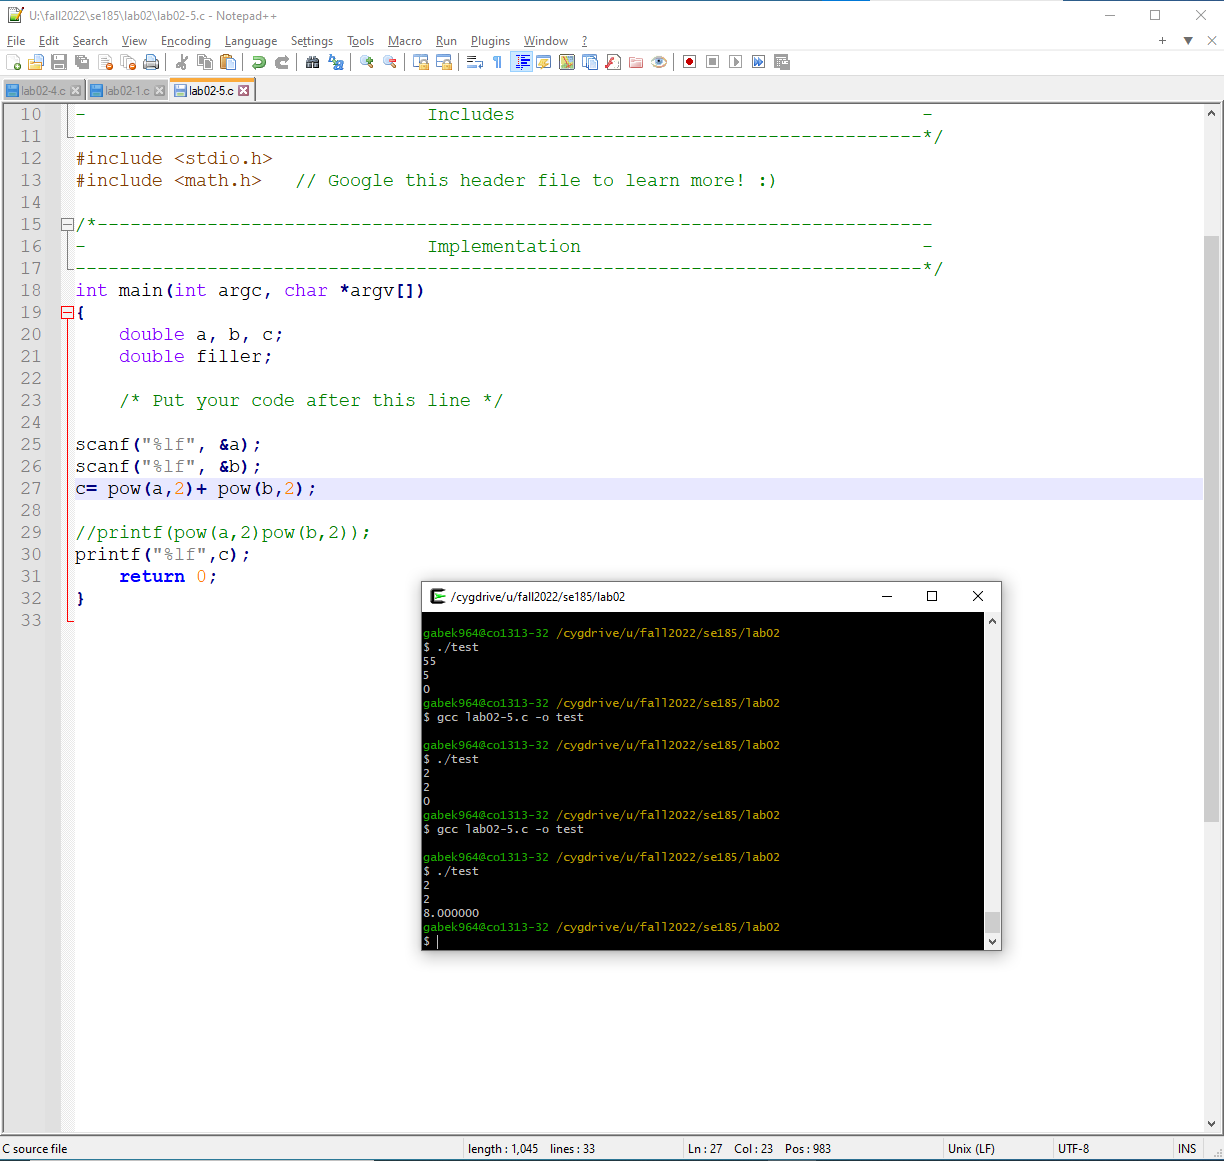 U:\fall2022\se185\lab02\lab02-5.c - Notepad++
File Edit Search View Encoding Language Settings Tools Macro Run Plugins Window ?
lab02-4.c lab02-1.c lab02-5.c
10 - Includes -
11 -----------------------------------------------------------------------------*/
12 #include <stdio.h>
13 #include <math.h>   // Google this header file to learn more! :)
14
15 /*----------------------------------------------------------------------------
16 - Implementation -
17 -----------------------------------------------------------------------------*/
18 int main(int argc, char *argv[])
19 {
20     double a, b, c;
21     double filler;
22
23     /* Put your code after this line */
24
25 scanf("%lf", &a);
26 scanf("%lf", &b);
27 c= pow(a,2)+ pow(b,2);
28
29 //printf(pow(a,2)pow(b,2));
30 printf("%lf",c);
31     return 0;
32 }
33
/cygdrive/u/fall2022/se185/lab02
gabek964@co1313-32 /cygdrive/u/fall2022/se185/lab02
$ ./test
55
5
0
gabek964@co1313-32 /cygdrive/u/fall2022/se185/lab02
$ gcc lab02-5.c -o test
gabek964@co1313-32 /cygdrive/u/fall2022/se185/lab02
$ ./test
2
2
0
gabek964@co1313-32 /cygdrive/u/fall2022/se185/lab02
$ gcc lab02-5.c -o test
gabek964@co1313-32 /cygdrive/u/fall2022/se185/lab02
$ ./test
2
2
8.000000
gabek964@co1313-32 /cygdrive/u/fall2022/se185/lab02
$
C source file length : 1,045 lines : 33 Ln : 27 Col : 23 Pos : 983 Unix (LF) UTF-8 INS